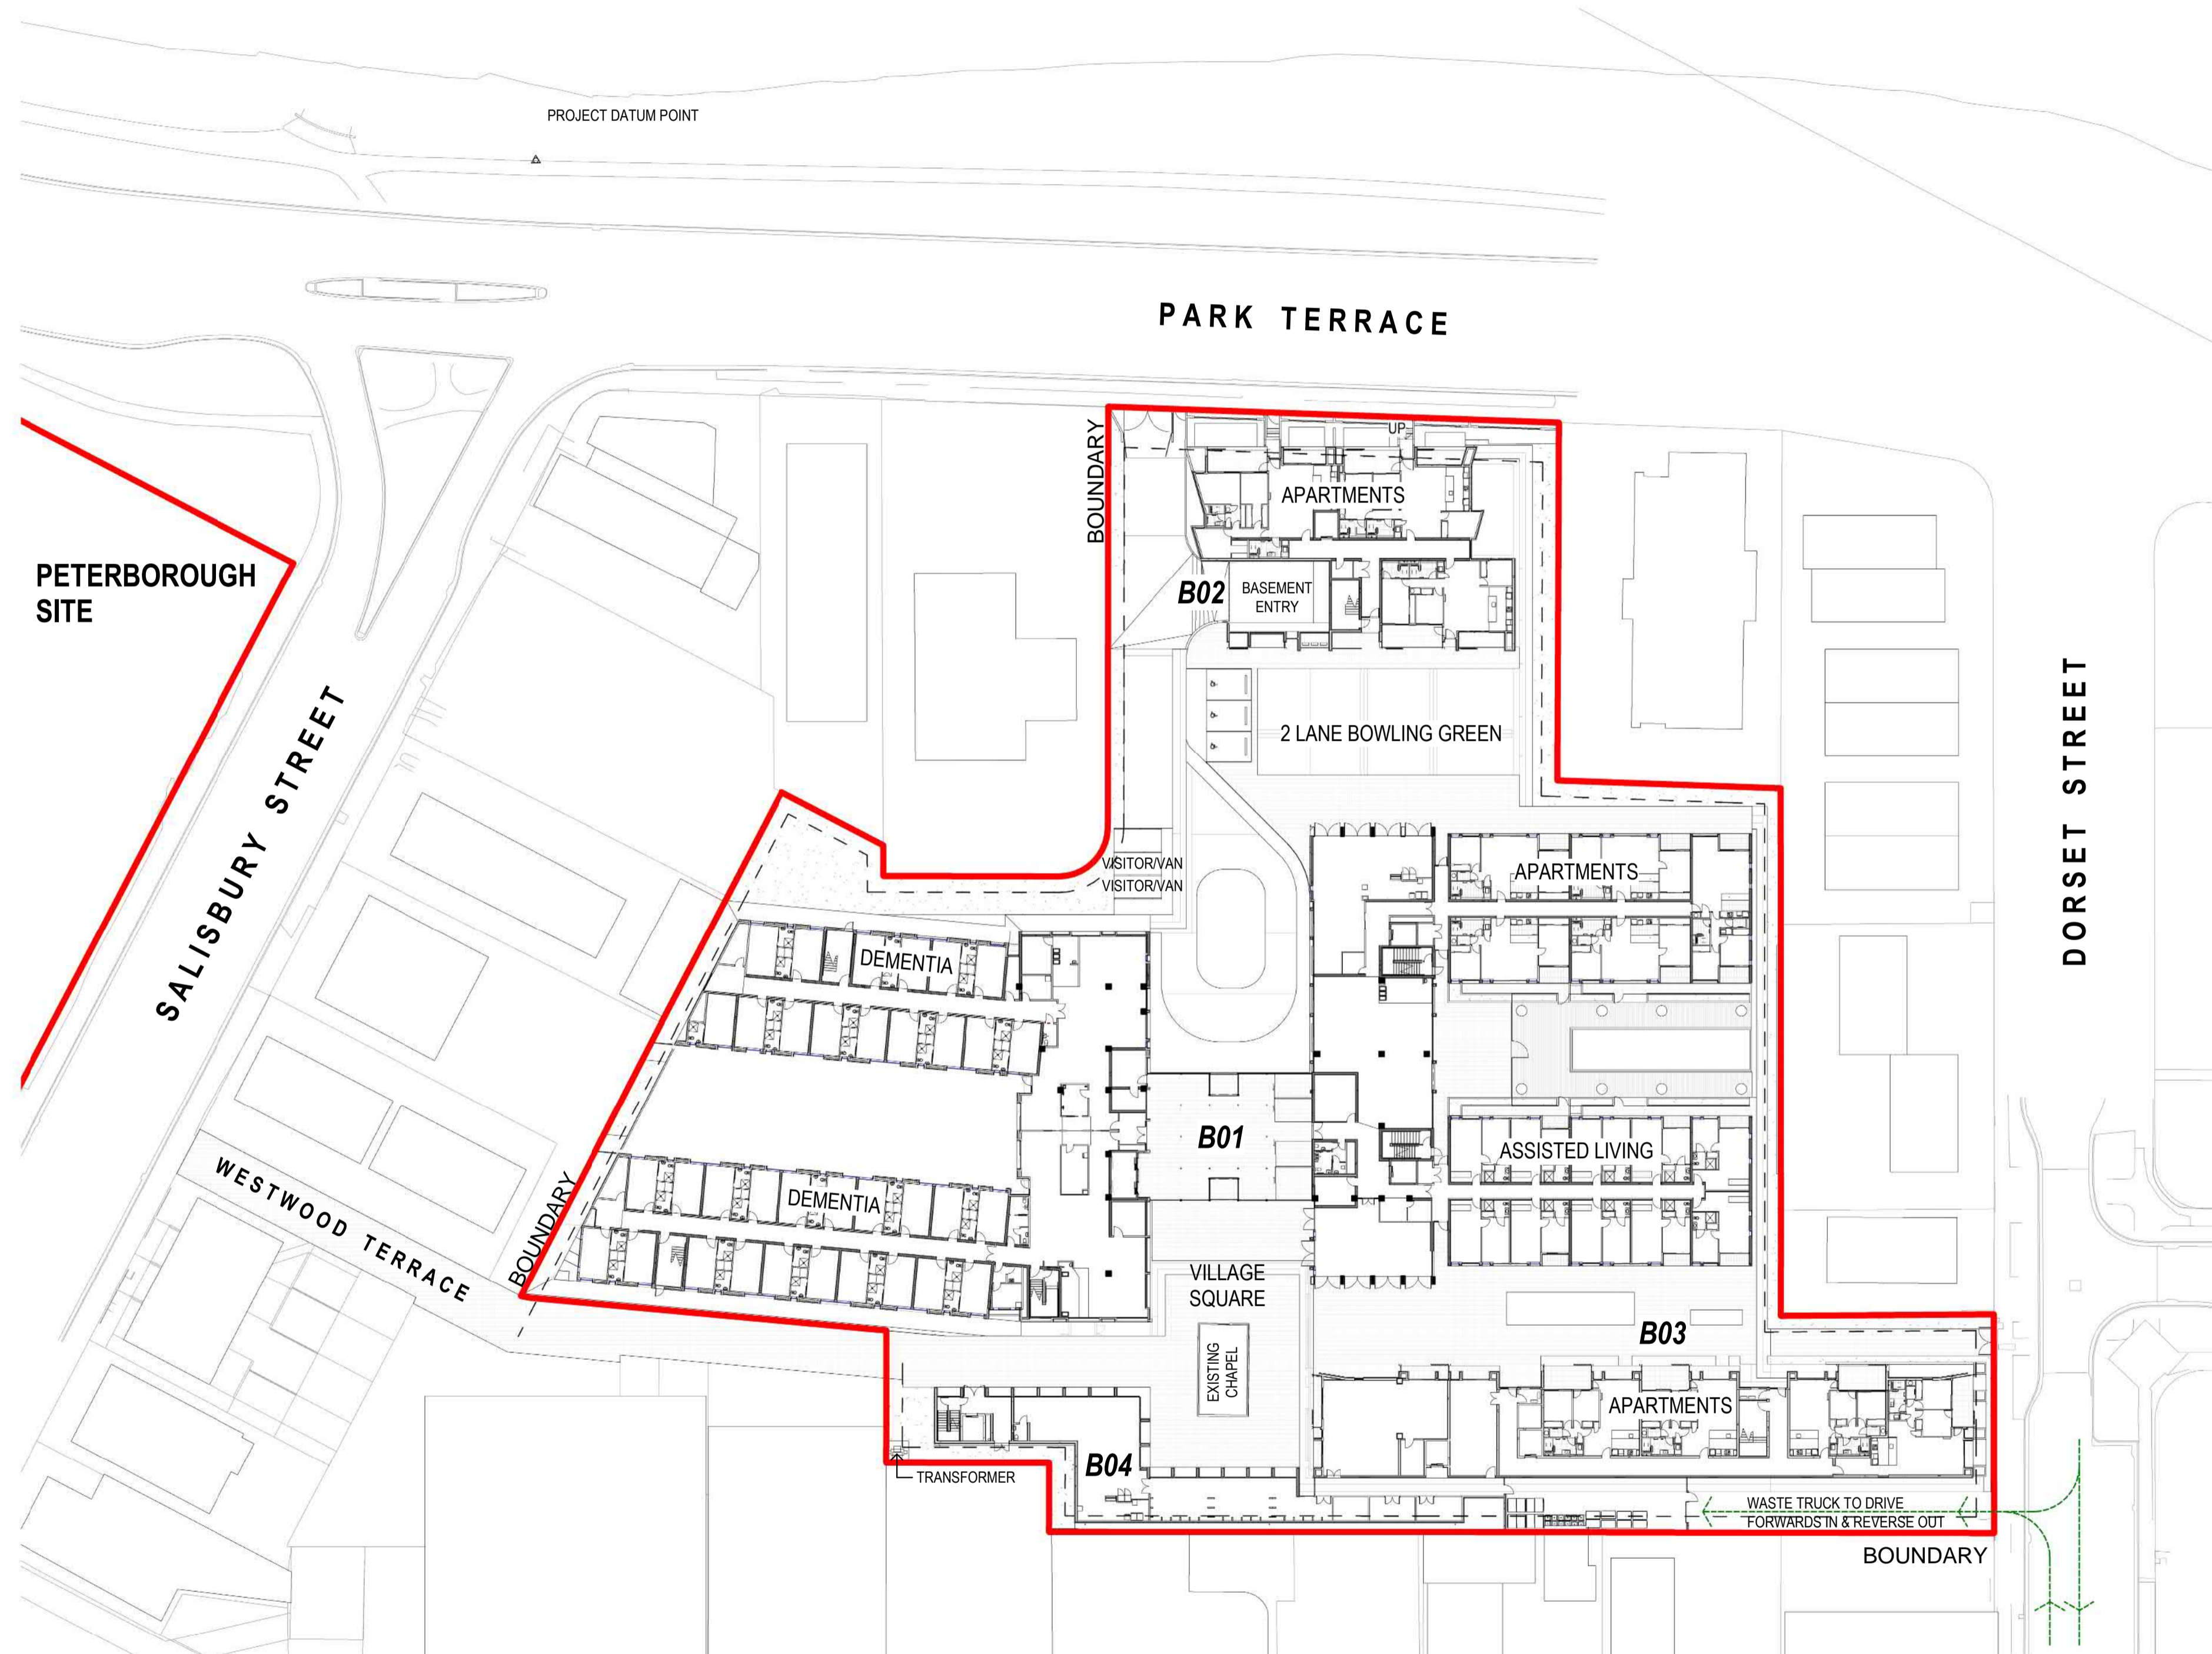 PROJECT DATUM POINT
PARK TERRACE
BOUNDARY
UP
APARTMENTS
PETERBOROUGH
SITE
B02
BASEMENT
ENTRY
SALISBURY STREET
2 LANE BOWLING GREEN
DORSET STREET
VISITOR/VAN
VISITOR/VAN
APARTMENTS
DEMENTIA
B01
ASSISTED LIVING
WESTWOOD TERRACE
BOUNDARY
DEMENTIA
VILLAGE
SQUARE
B03
EXISTING
CHAPEL
APARTMENTS
B04
TRANSFORMER
WASTE TRUCK TO DRIVE
FORWARDS IN & REVERSE OUT
BOUNDARY